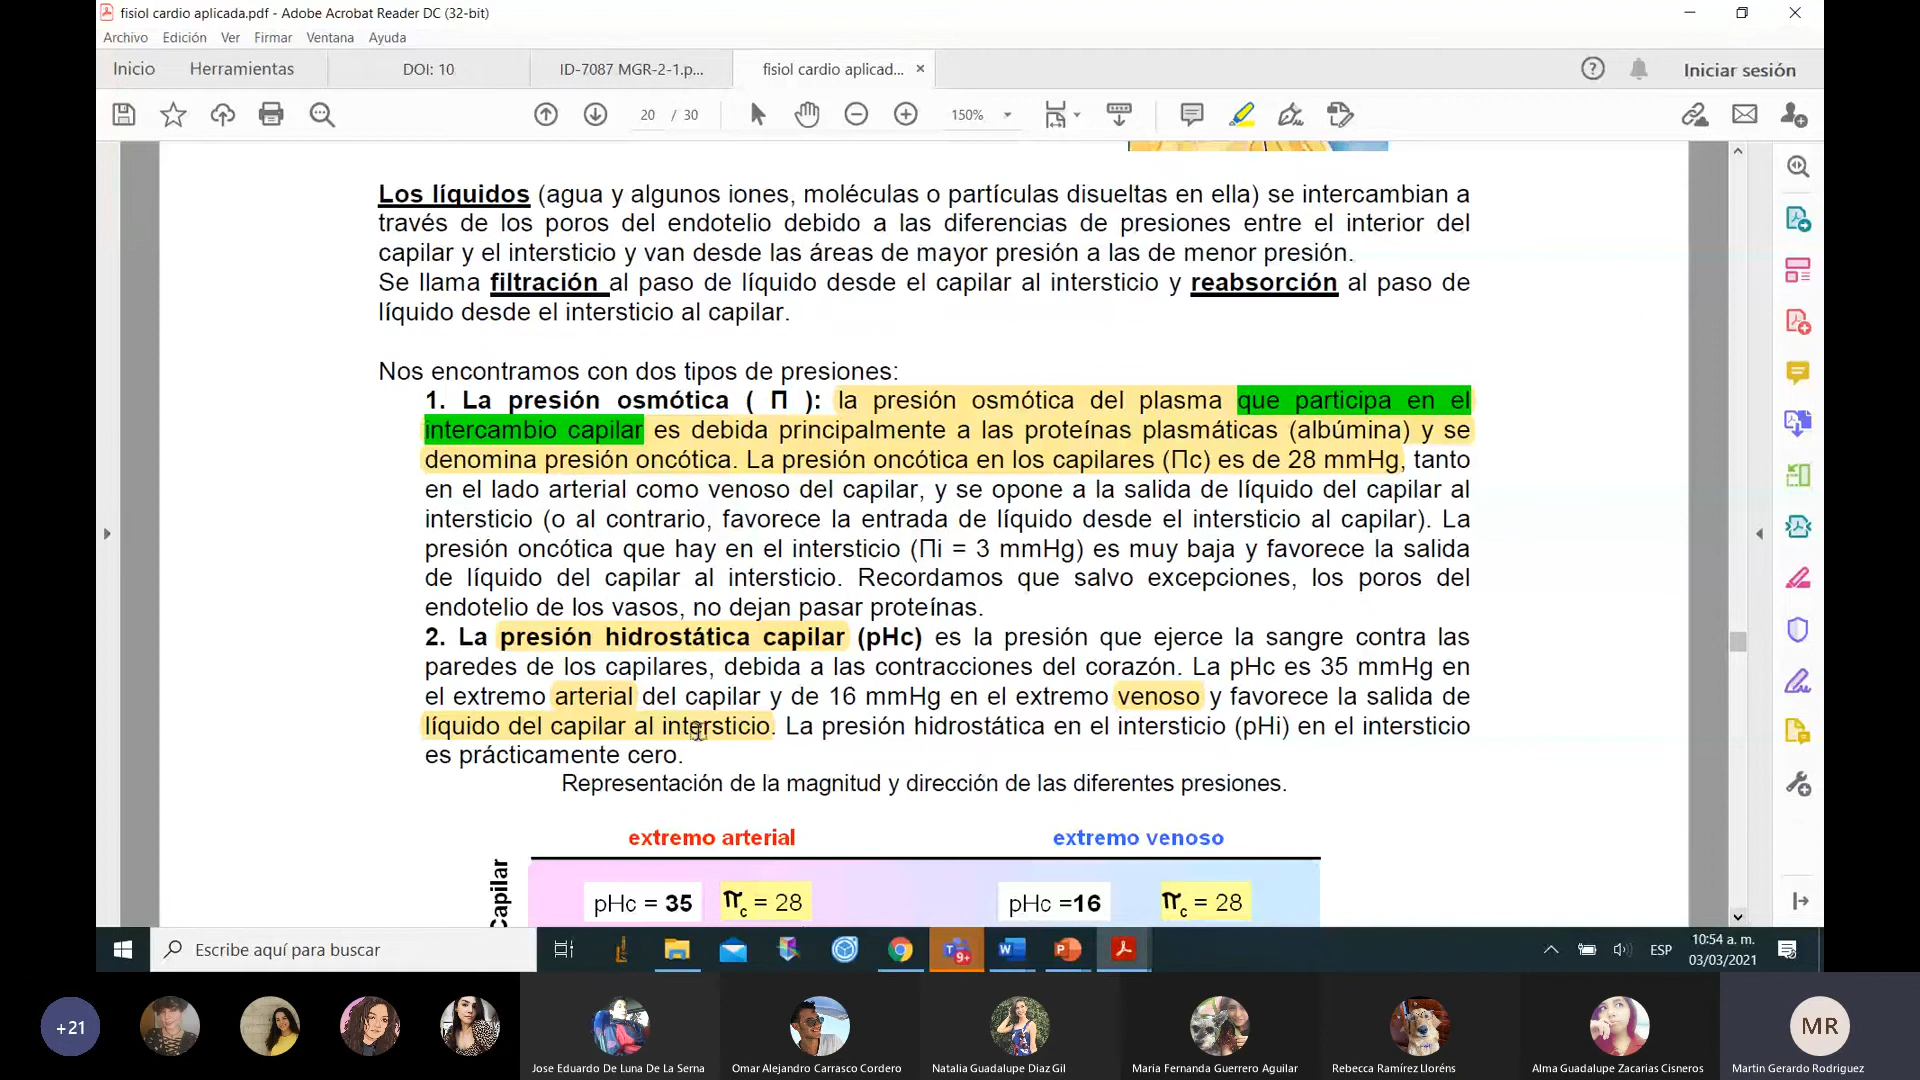 fisiol cardio aplicada.pdf - Adobe Acrobat Reader DC (32-bit)
Archivo Edición Ver Firmar Ventana Ayuda
Inicio Herramientas DOI: 10 ID-7087 MGR-2-1.p... fisiol cardio aplicad... Iniciar sesión
20 / 30 150%
Los líquidos (agua y algunos iones, moléculas o partículas disueltas en ella) se intercambian a
través de los poros del endotelio debido a las diferencias de presiones entre el interior del
capilar y el intersticio y van desde las áreas de mayor presión a las de menor presión.
Se llama filtración al paso de líquido desde el capilar al intersticio y reabsorción al paso de
líquido desde el intersticio al capilar.
Nos encontramos con dos tipos de presiones:
1. La presión osmótica ( Π ): la presión osmótica del plasma que participa en el
intercambio capilar es debida principalmente a las proteínas plasmáticas (albúmina) y se
denomina presión oncótica. La presión oncótica en los capilares (Πc) es de 28 mmHg, tanto
en el lado arterial como venoso del capilar, y se opone a la salida de líquido del capilar al
intersticio (o al contrario, favorece la entrada de líquido desde el intersticio al capilar). La
presión oncótica que hay en el intersticio (Πi = 3 mmHg) es muy baja y favorece la salida
de líquido del capilar al intersticio. Recordamos que salvo excepciones, los poros del
endotelio de los vasos, no dejan pasar proteínas.
2. La presión hidrostática capilar (pHc) es la presión que ejerce la sangre contra las
paredes de los capilares, debida a las contracciones del corazón. La pHc es 35 mmHg en
el extremo arterial del capilar y de 16 mmHg en el extremo venoso y favorece la salida de
líquido del capilar al intersticio. La presión hidrostática en el intersticio (pHi) en el intersticio
es prácticamente cero.
Representación de la magnitud y dirección de las diferentes presiones.
extremo arterial extremo venoso
Capilar
pHc = 35 πc = 28 pHc =16 πc = 28
Escribe aquí para buscar
9+
ESP
10:54 a. m.
03/03/2021
+21
Jose Eduardo De Luna De La Serna
Omar Alejandro Carrasco Cordero
Natalia Guadalupe Diaz Gil
Maria Fernanda Guerrero Aguilar
Rebecca Ramírez Lloréns
Alma Guadalupe Zacarias Cisneros
MR
Martin Gerardo Rodriguez